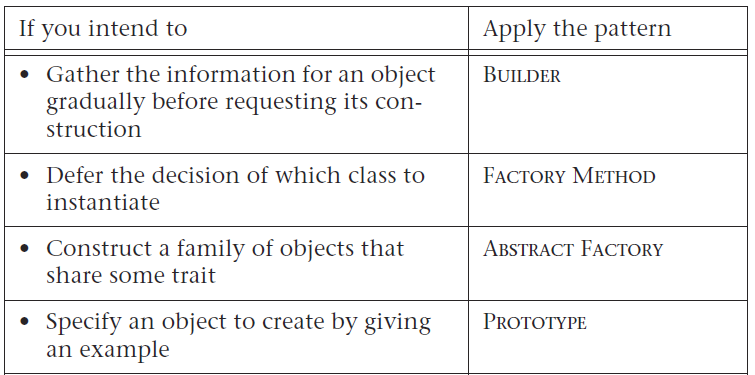 If you intend to
Apply the pattern
• Gather the information for an object
gradually before requesting its con-
struction
BUILDER
• Defer the decision of which class to
instantiate
FACTORY METHOD
• Construct a family of objects that
share some trait
ABSTRACT FACTORY
• Specify an object to create by giving
an example
PROTOTYPE